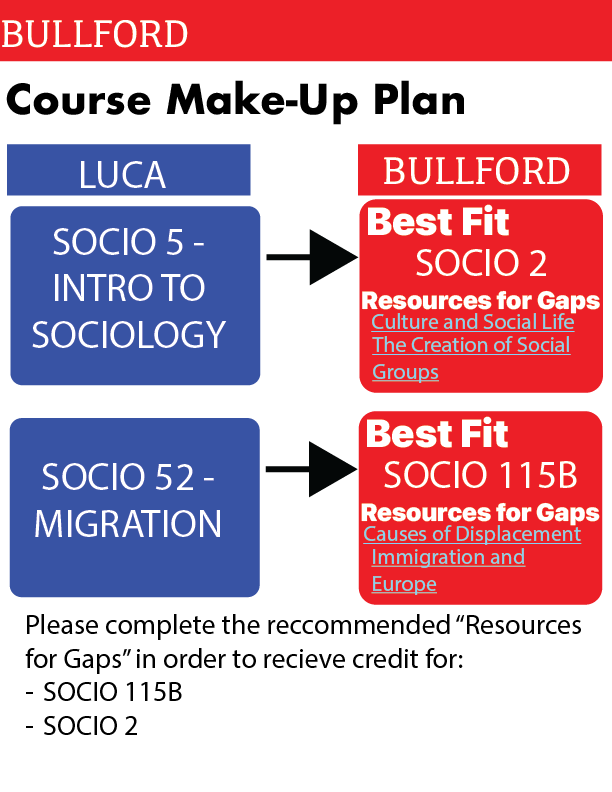 BULLFORD
Course Make-Up Plan
LUCA
BULLFORD
SOCIO 5 -
INTRO TO
SOCIOLOGY
Best Fit
SOCIO 2
Resources for Gaps
Culture and Social Life
The Creation of Social
Groups
SOCIO 52 -
MIGRATION
Best Fit
SOCIO 115B
Resources for Gaps
Causes of Displacement
Immigration and
Europe
Please complete the reccommended “Resources
for Gaps” in order to recieve credit for:
- SOCIO 115B
- SOCIO 2